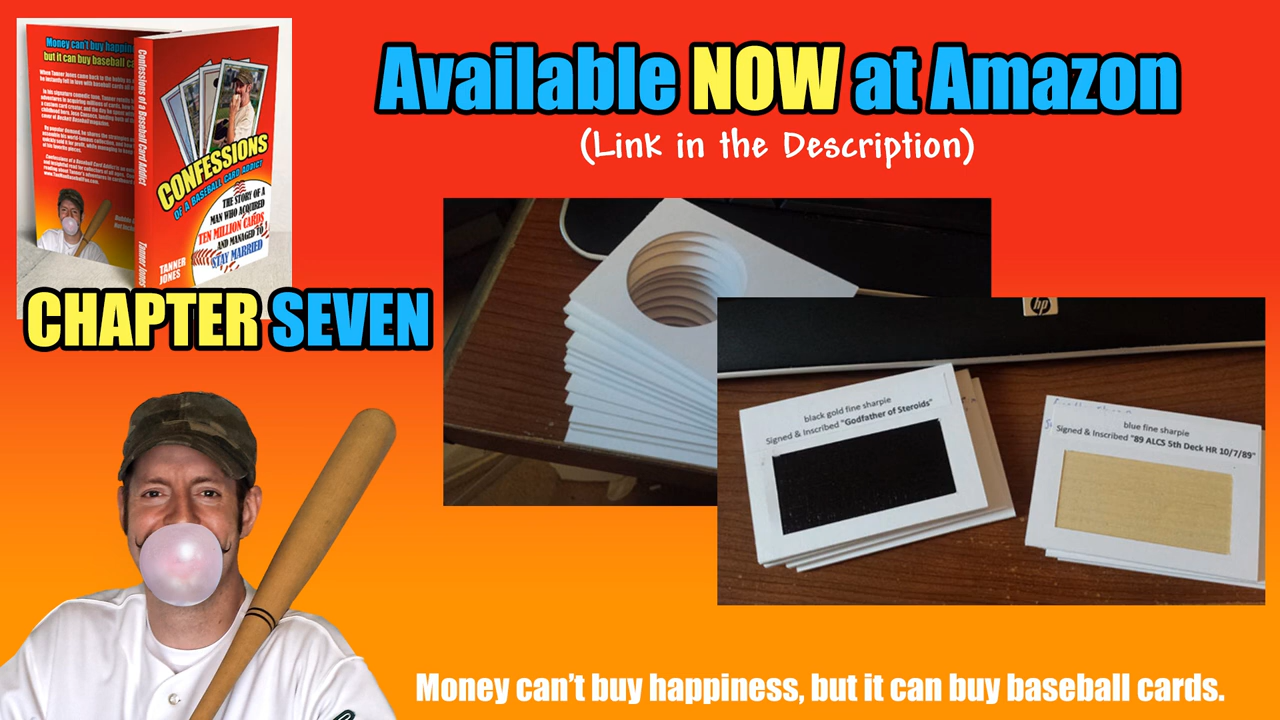 Available NOW at Amazon
(Link in the Description)
Money can't buy
but it can buy baseball
Confessions of a Baseball Card Addict
Tanner Jones
CONFESSIONS
OF A BASEBALL CARD ADDICT
THE STORY OF A
MAN WHO ACQUIRED
TEN MILLION CARDS
AND MANAGED TO
STAY MARRIED
TANNER
JONES
CHAPTER SEVEN
hp
black gold fine sharpie
Signed & Inscribed "Godfather of Steroids"
blue fine sharpie
Signed & Inscribed "89 ALCS 5th Deck HR 10/7/89"
Money can't buy happiness, but it can buy baseball cards.